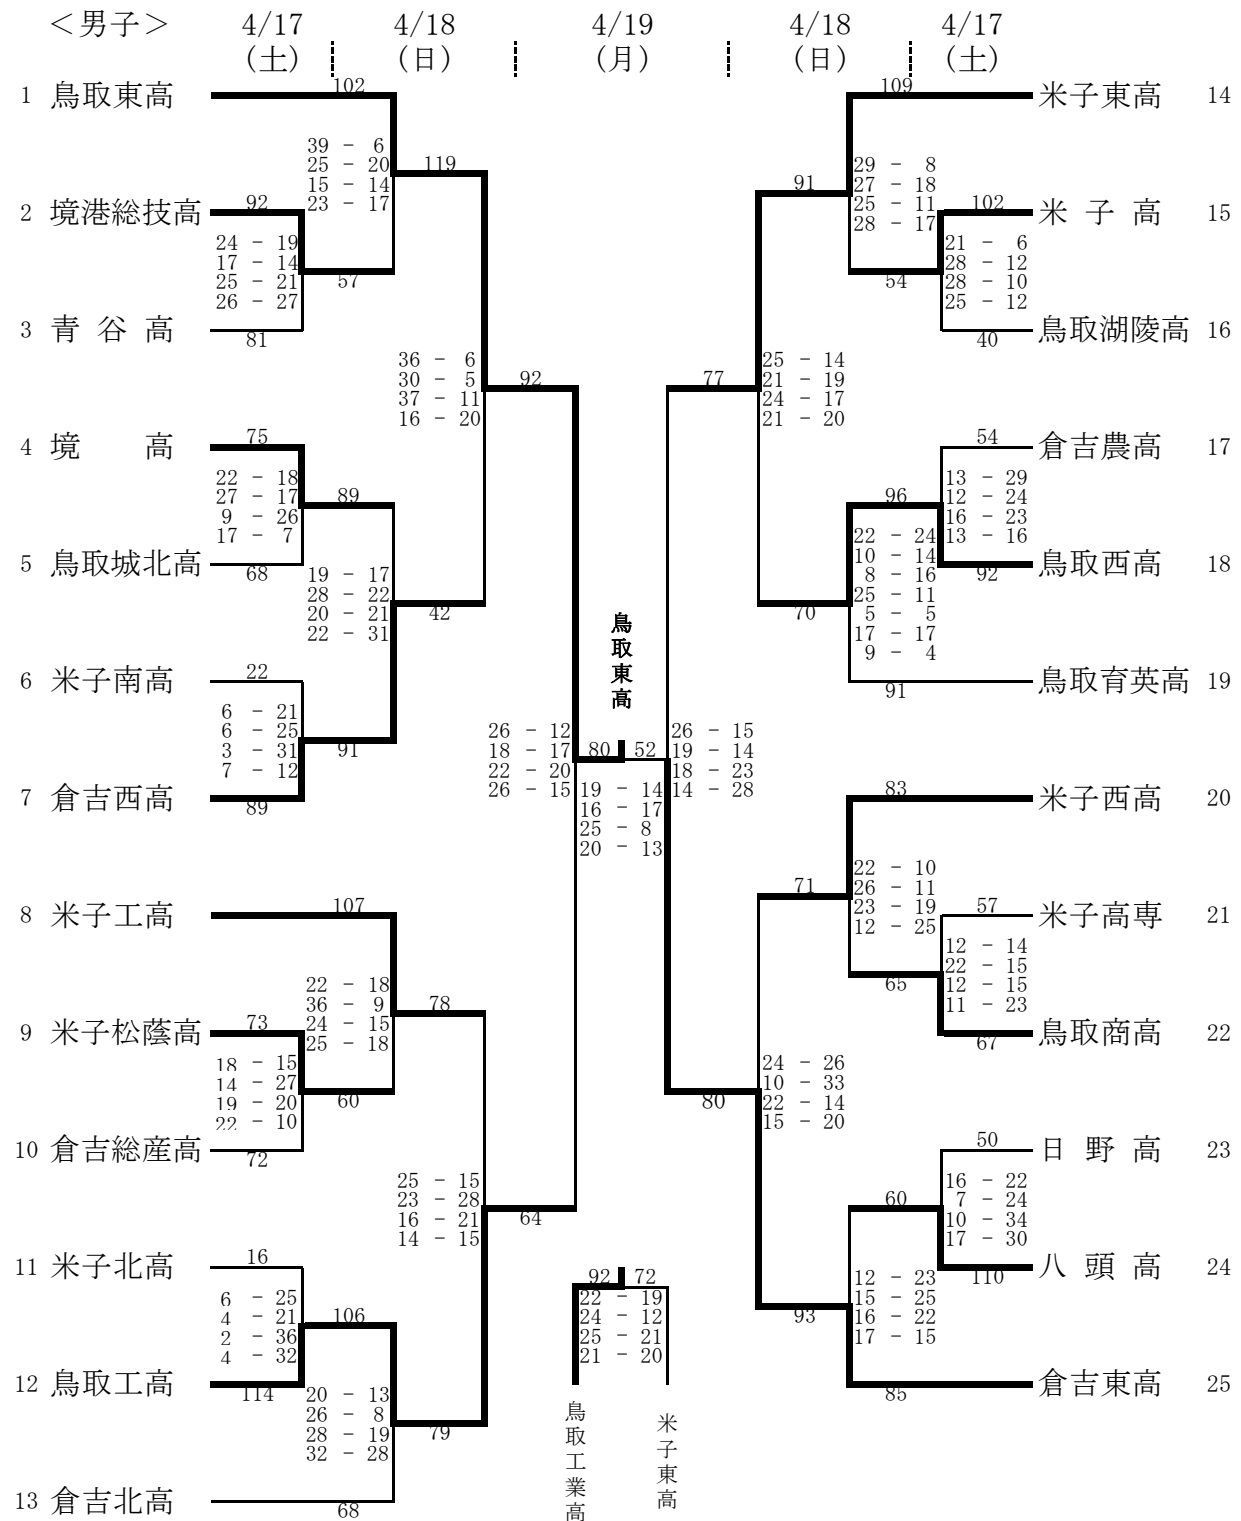 ＜男子＞ 4/17 4/18 4/19 4/18 4/17
（土） （日） （月） （日） （土）
1 鳥取東高 102 109 米子東高 14
39 － 6
25 － 20 119
15 － 14
23 － 17
29 － 8
91 27 － 18
25 － 11
28 － 17
2 境港総技高 92 102 米子高 15
24 － 19
17 － 14
25 － 21
26 － 27
57
21 － 6
28 － 12
28 － 10
25 － 12
54
3 青谷高 81 40 鳥取湖陵高 16
36 － 6
30 － 5
37 － 11
16 － 20
92 77
25 － 14
21 － 19
24 － 17
21 － 20
4 境高 75 54 倉吉農高 17
22 － 18
27 － 17
9 － 26
17 － 7
89 96
13 － 29
12 － 24
16 － 23
13 － 16
5 鳥取城北高 68 92 鳥取西高 18
19 － 17
28 － 22
20 － 21
22 － 31
42 70
22 － 24
10 － 14
8 － 16
25 － 11
5 － 5
17 － 17
9 － 4
鳥取東高
6 米子南高 22 91 鳥取育英高 19
6 － 21
6 － 25
3 － 31
7 － 12
91
26 － 12
18 － 17
22 － 20
26 － 15
80 52
19 － 14
16 － 17
25 － 8
20 － 13
26 － 15
19 － 14
18 － 23
14 － 28
7 倉吉西高 89 83 米子西高 20
8 米子工高 107 71 57 米子高専 21
22 － 10
26 － 11
23 － 19
12 － 25
12 － 14
22 － 15
12 － 15
11 － 23
22 － 18
36 － 9
24 － 15
25 － 18
78 65
9 米子松蔭高 73 67 鳥取商高 22
18 － 15
14 － 27
19 － 20
22 － 10
60 80
24 － 26
10 － 33
22 － 14
15 － 20
10 倉吉総産高 72 50 日野高 23
25 － 15
23 － 28
16 － 21
14 － 15
64 60
16 － 22
7 － 24
10 － 34
17 － 30
11 米子北高 16 110 八頭高 24
6 － 25
4 － 21
2 － 36
4 － 32
106
92 72
22 － 19
24 － 12
25 － 21
21 － 20
93
12 － 23
15 － 25
16 － 22
17 － 15
12 鳥取工高 114 85 倉吉東高 25
20 － 13
26 － 8
28 － 19
32 － 28
79
鳥取工業高
米子東高
13 倉吉北高 68